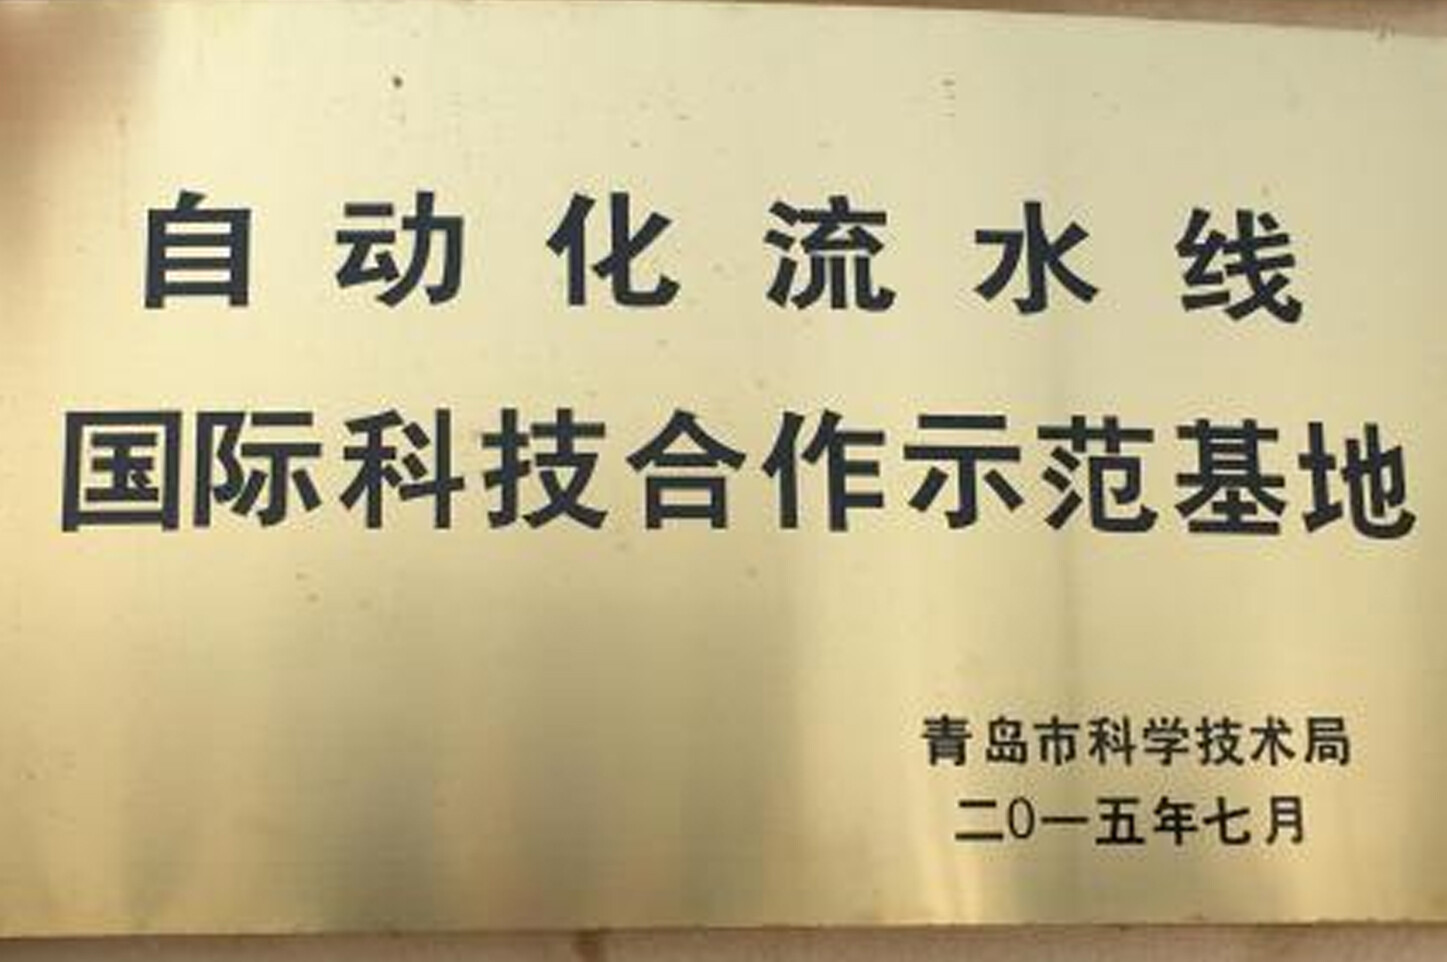 自动化流水线
国际科技合作示范基地
青岛市科学技术局
二0一五年七月